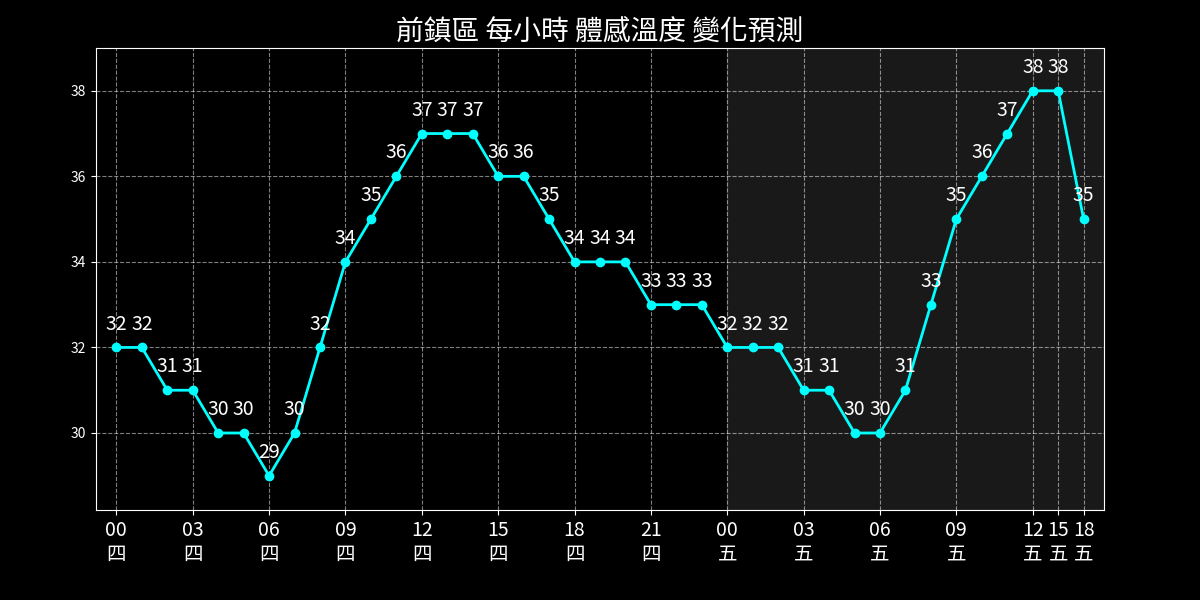 前鎮區 每小時 體感溫度 變化預測
38 38
38
37 37 37 37
36 36 36 36
36
35 35 35 35
34 34 34 34
34
33 33 33 33
32 32 32 32 32 32
32
31 31 31 31 31
30 30 30 30 30
30
29
00 03 06 09 12 15 18 21 00 03 06 09 12 15 18
四 四 四 四 四 四 四 四 五 五 五 五 五 五 五